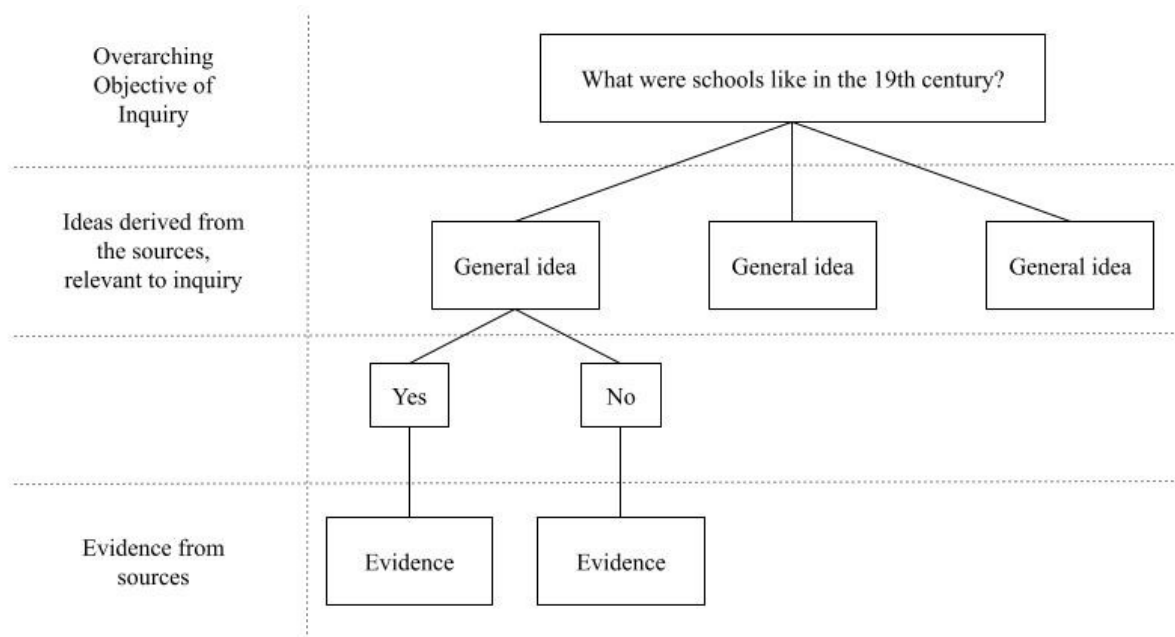 Overarching
Objective of
Inquiry
What were schools like in the 19th century?
Ideas derived from
the sources,
relevant to inquiry
General idea
General idea
General idea
Yes
No
Evidence from
sources
Evidence
Evidence